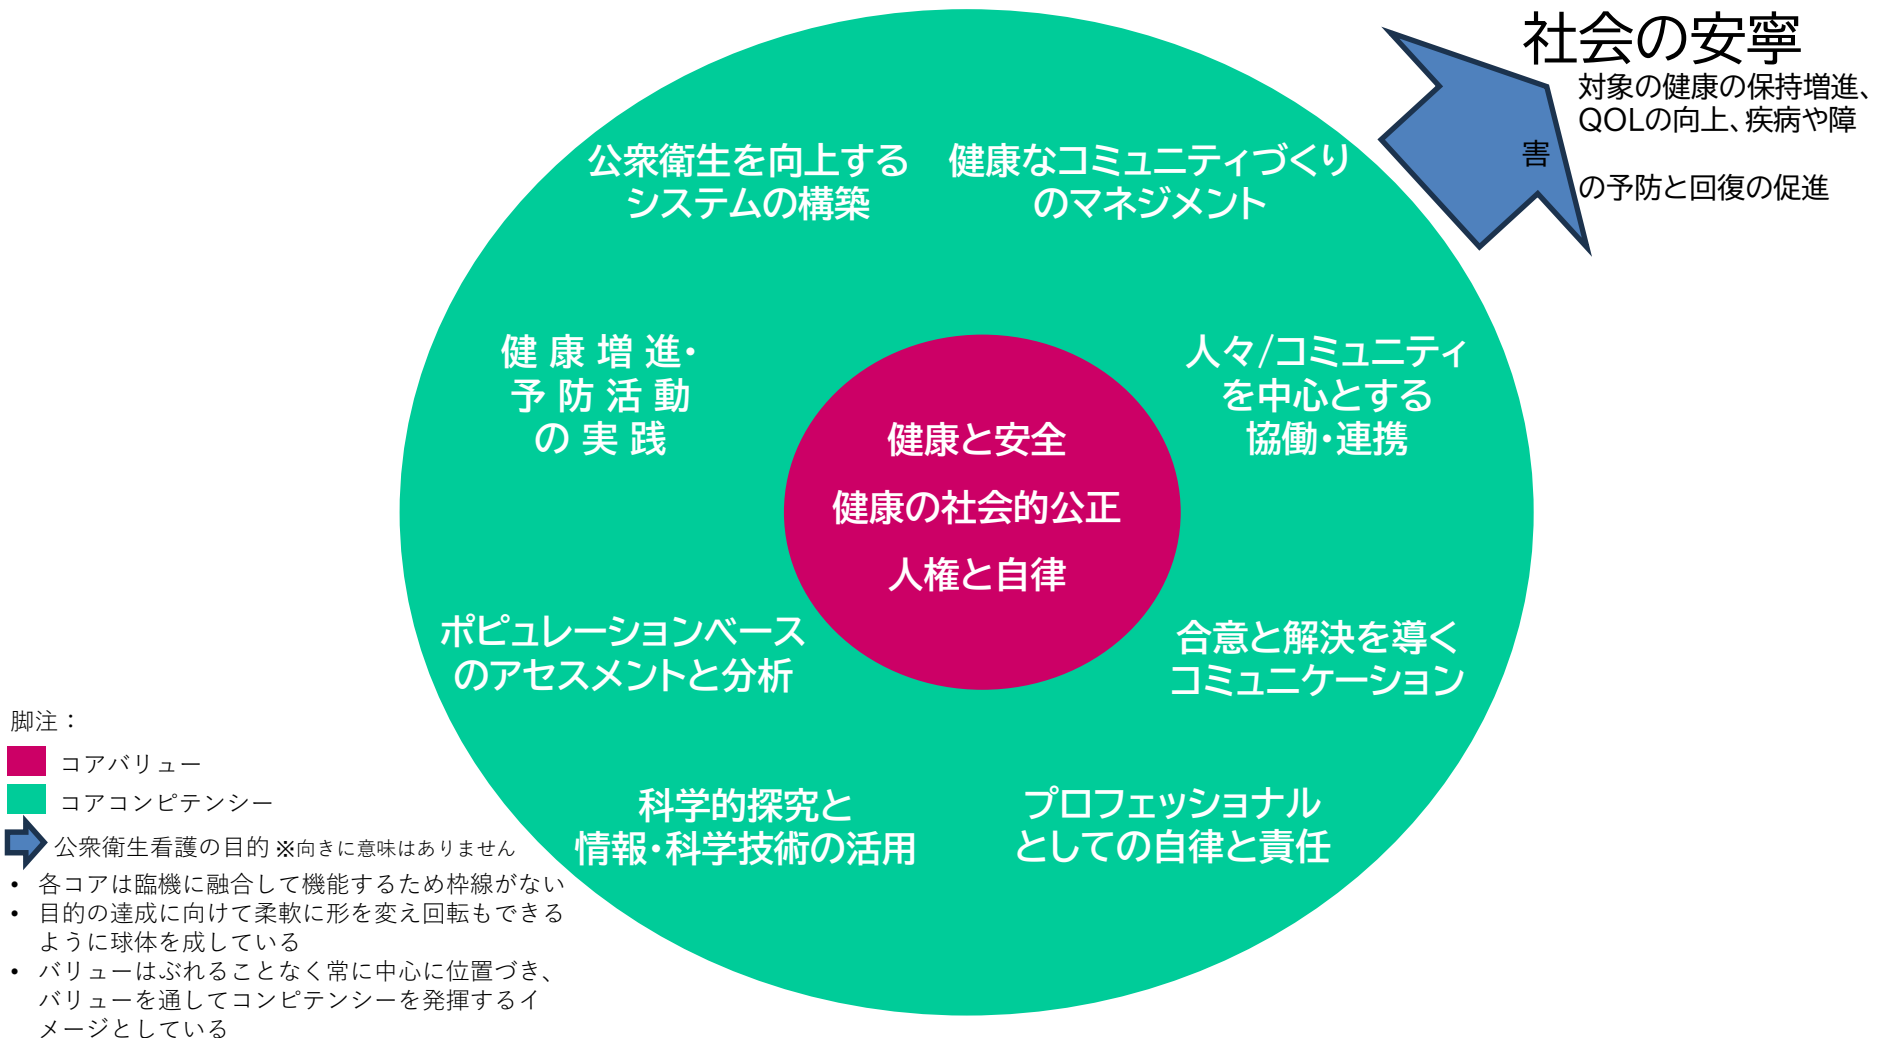 社会の安寧
対象の健康の保持増進、
QOLの向上、疾病や障
害
の予防と回復の促進
公衆衛生を向上する
システムの構築
健康なコミュニティづくり
のマネジメント
健康増進・
予防活動
の実践
人々/コミュニティ
を中心とする
協働・連携
健康と安全
健康の社会的公正
人権と自律
ポピュレーションベース
のアセスメントと分析
合意と解決を導く
コミュニケーション
科学的探究と
情報・科学技術の活用
プロフェッショナル
としての自律と責任
脚注：
コアバリュー
コアコンピテンシー
公衆衛生看護の目的 ※向きに意味はありません
• 各コアは臨機に融合して機能するため枠線がない
• 目的の達成に向けて柔軟に形を変え回転もできる
ように球体を成している
• バリューはぶれることなく常に中心に位置づき、
バリューを通してコンピテンシーを発揮するイ
メージとしている